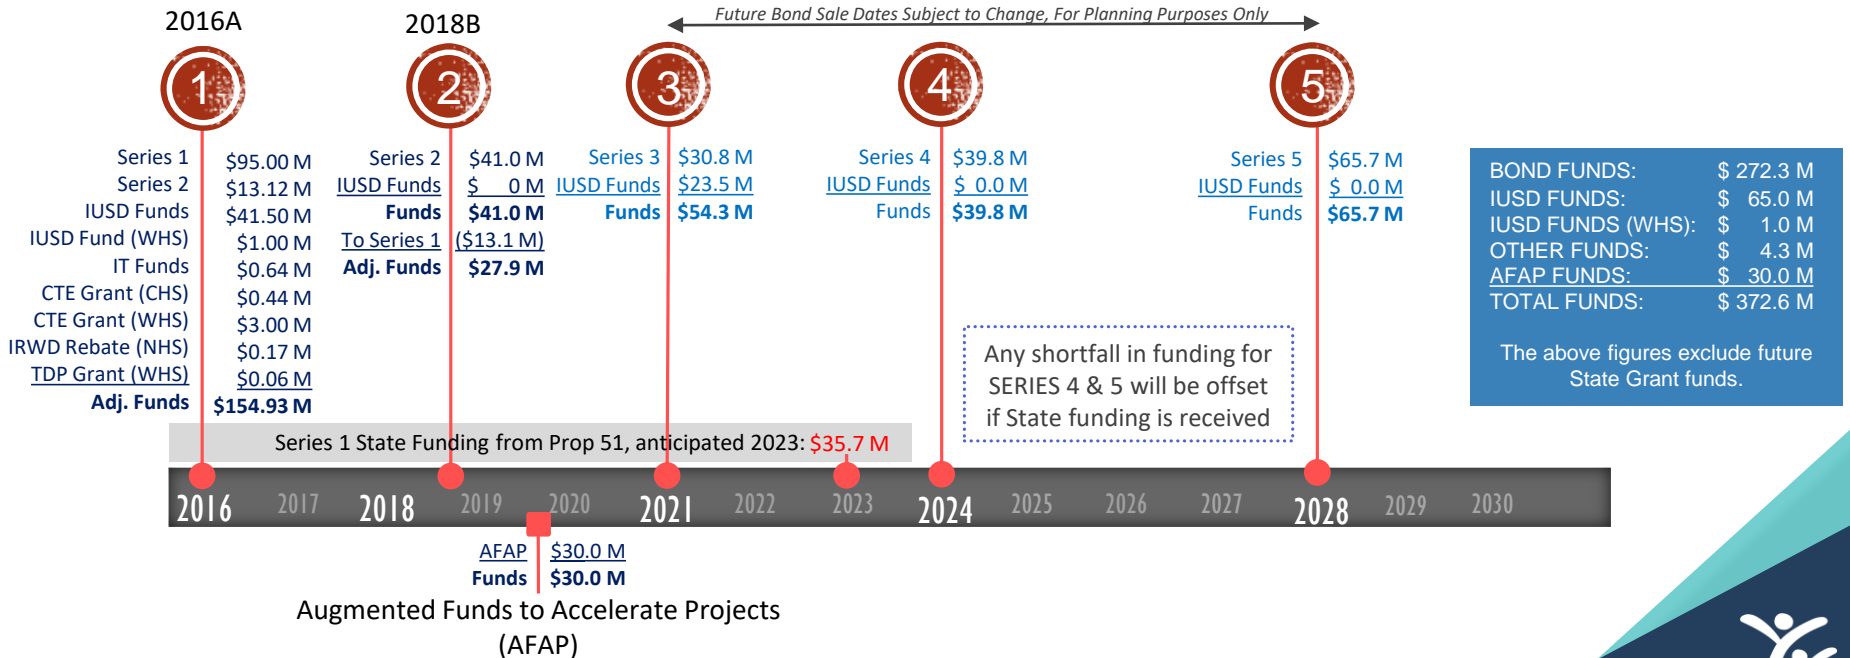 Future Bond Sale Dates Subject to Change, For Planning Purposes Only
2016A
2018B
1
2
3
4
5
Series 1 $95.00 M
Series 2 $13.12 M
IUSD Funds $41.50 M
IUSD Fund (WHS) $1.00 M
IT Funds $0.64 M
CTE Grant (CHS) $0.44 M
CTE Grant (WHS) $3.00 M
IRWD Rebate (NHS) $0.17 M
TDP Grant (WHS) $0.06 M
Adj. Funds $154.93 M
Series 2 $41.0 M
IUSD Funds $ 0 M
Funds $41.0 M
To Series 1 ($13.1 M)
Adj. Funds $27.9 M
Series 3 $30.8 M
IUSD Funds $23.5 M
Funds $54.3 M
Series 4 $39.8 M
IUSD Funds $ 0.0 M
Funds $39.8 M
Series 5 $65.7 M
IUSD Funds $ 0.0 M
Funds $65.7 M
BOND FUNDS: $ 272.3 M
IUSD FUNDS: $ 65.0 M
IUSD FUNDS (WHS): $ 1.0 M
OTHER FUNDS: $ 4.3 M
AFAP FUNDS: $ 30.0 M
TOTAL FUNDS: $ 372.6 M
The above figures exclude future
State Grant funds.
Any shortfall in funding for
SERIES 4 & 5 will be offset
if State funding is received
Series 1 State Funding from Prop 51, anticipated 2023: $35.7 M
2016 2017 2018 2019 2020 2021 2022 2023 2024 2025 2026 2027 2028 2029 2030
AFAP $30.0 M
Funds $30.0 M
Augmented Funds to Accelerate Projects
(AFAP)